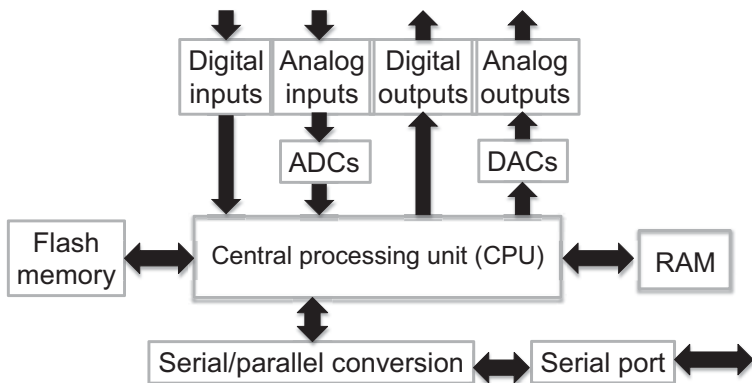 Digital
inputs
Analog
inputs
Digital
outputs
Analog
outputs
ADCs
DACs
Flash
memory
Central processing unit (CPU)
RAM
Serial/parallel conversion
Serial port